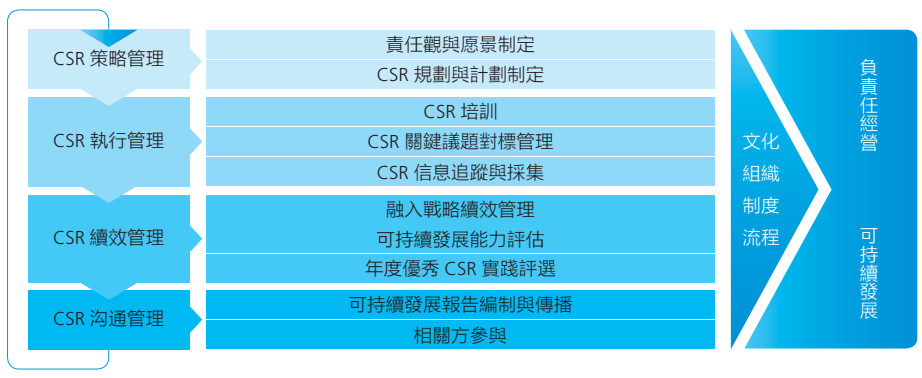 CSR 策略管理
責任觀與愿景制定
CSR 規劃與計劃制定
CSR 執行管理
CSR 培訓
CSR 關鍵議題對標管理
CSR 信息追蹤與採集
CSR 績效管理
融入戰略績效管理
可持續發展能力評估
年度優秀 CSR 實踐評選
CSR 沟通管理
可持續發展報告編制與傳播
相關方參與
文化
組織
制度
流程
負責任經營
可持續發展